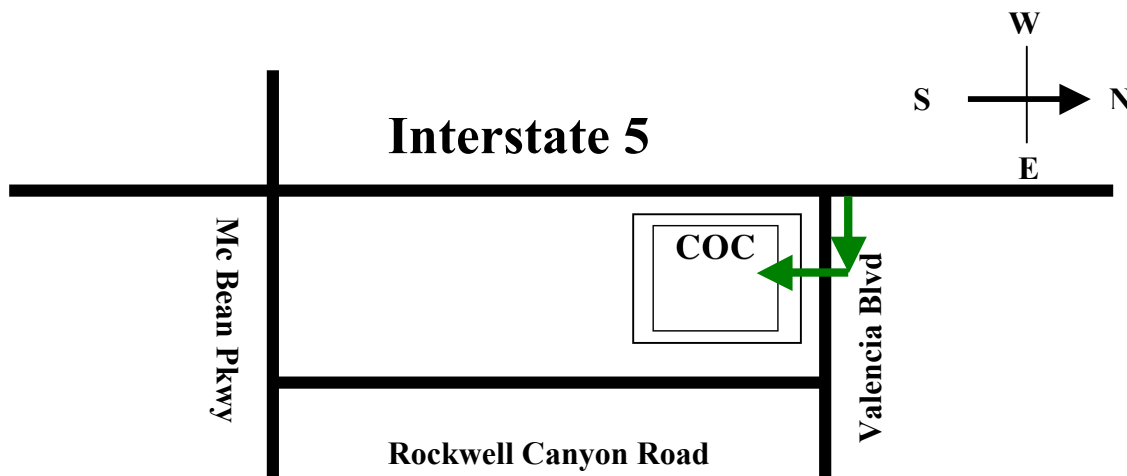 W
S
N
Interstate 5
E
Mc Bean Pkwy
COC
Valencia Blvd
Rockwell Canyon Road